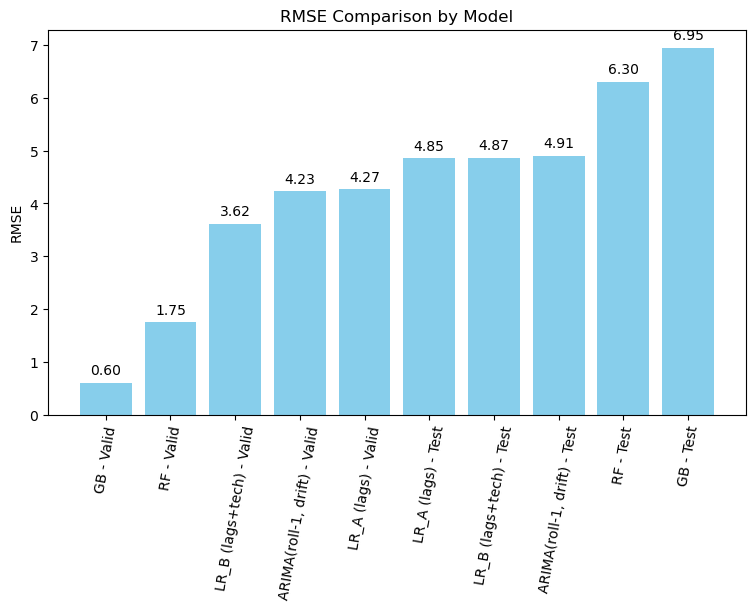 RMSE Comparison by Model
RMSE
7
6
5
4
3
2
1
0
0.60
1.75
3.62
4.23
4.27
4.85
4.87
4.91
6.30
6.95
GB - Valid
RF - Valid
LR_B (lags+tech) - Valid
ARIMA(roll-1, drift) - Valid
LR_A (lags) - Valid
LR_A (lags) - Test
LR_B (lags+tech) - Test
ARIMA(roll-1, drift) - Test
RF - Test
GB - Test